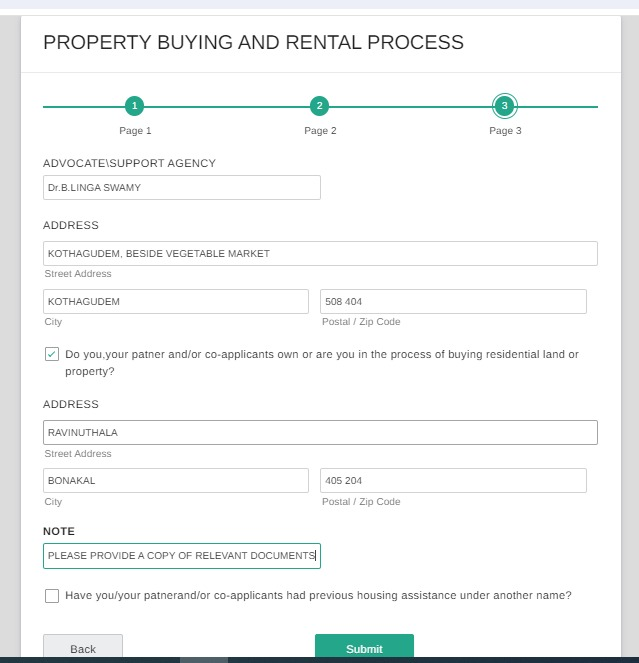 PROPERTY BUYING AND RENTAL PROCESS
1 2 3
Page 1 Page 2 Page 3
ADVOCATE\SUPPORT AGENCY
Dr.B.LINGA SWAMY
ADDRESS
KOTHAGUDEM, BESIDE VEGETABLE MARKET
Street Address
KOTHAGUDEM 508 404
City Postal / Zip Code
Do you,your patner and/or co-applicants own or are you in the process of buying residential land or
property?
ADDRESS
RAVINUTHALA
Street Address
BONAKAL 405 204
City Postal / Zip Code
NOTE
PLEASE PROVIDE A COPY OF RELEVANT DOCUMENTS
Have you/your patnerand/or co-applicants had previous housing assistance under another name?
Back Submit